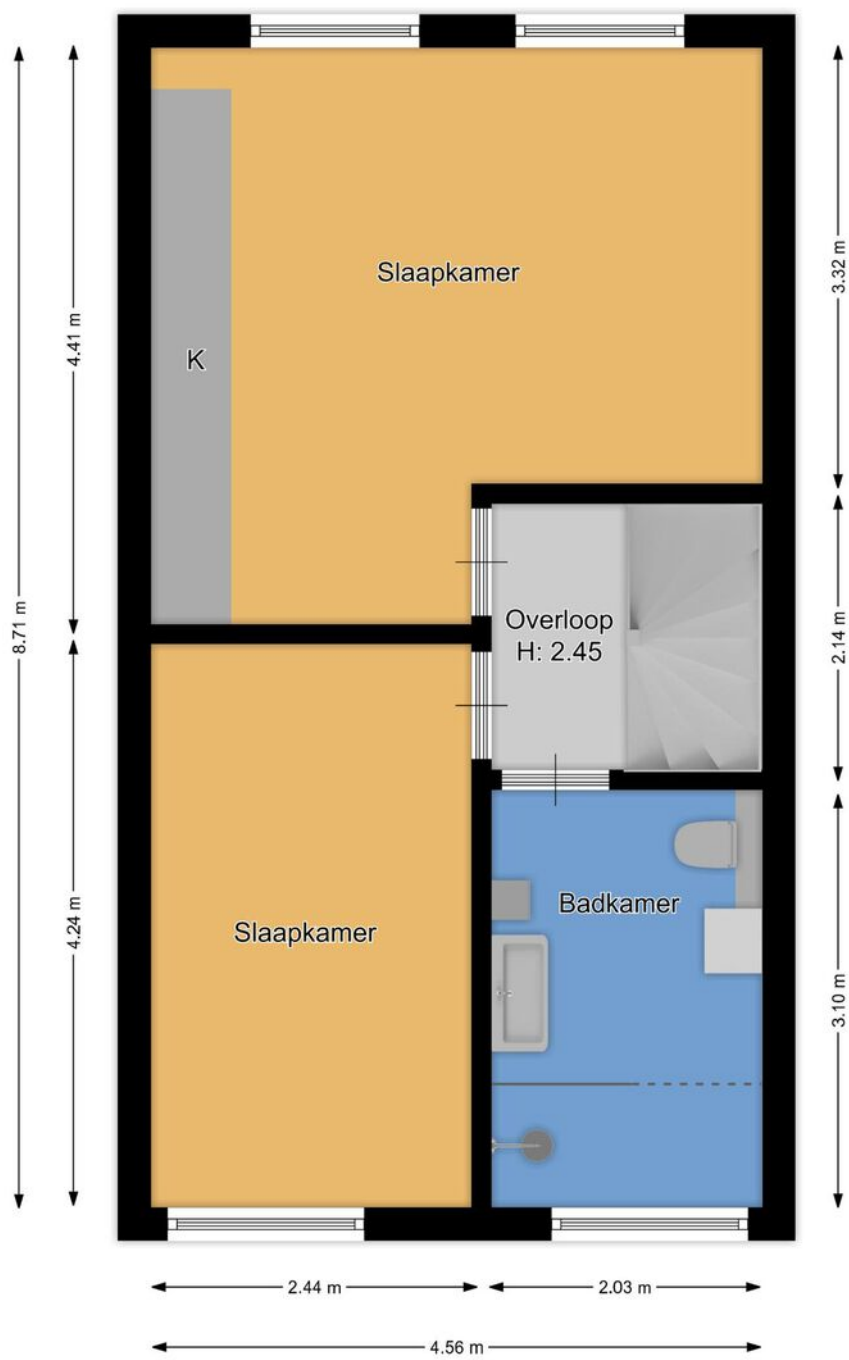 Slaapkamer
3.32 m
4.41 m
K
8.71 m
Overloop
H: 2.45
2.14 m
Badkamer
Slaapkamer
4.24 m
3.10 m
2.44 m
2.03 m
4.56 m